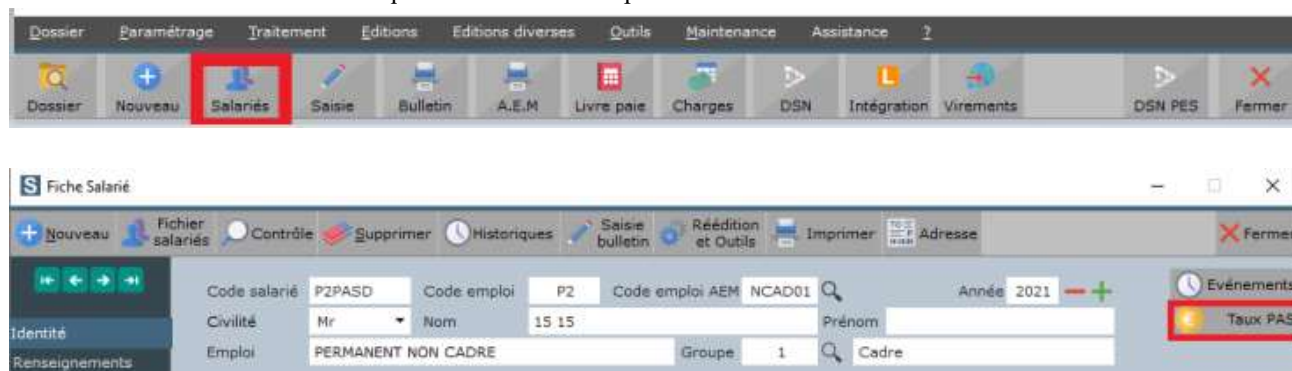 Dossier Paramétrage Traitement Editions Editions diverses Outils Maintenance Assistance ?
Dossier Nouveau Salariés Saisie Bulletin A.E.M Livre paie Charges DSN Intégration Virements DSN PES Fermer
S Fiche Salarié
Nouveau Fichier salariés Contrôle Supprimer Historiques Saisie bulletin Réédition et Outils Imprimer Adresse Fermer
Code salarié P2PASD Code emploi P2 Code emploi AEM NCAD01 Année 2021 Evénements
Identité Civilité Mr Nom 15 15 Prénom Taux PAS
Renseignements Emploi PERMANENT NON CADRE Groupe 1 Cadre